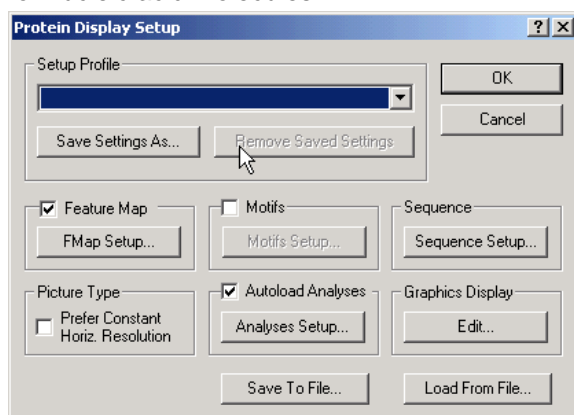 Protein Display Setup
Setup Profile
OK
Cancel
Save Settings As...
Remove Saved Settings
Feature Map
Motifs
Sequence
FMap Setup...
Motifs Setup...
Sequence Setup...
Picture Type
Autoload Analyses
Graphics Display
Prefer Constant
Horiz. Resolution
Analyses Setup...
Edit...
Save To File...
Load From File...